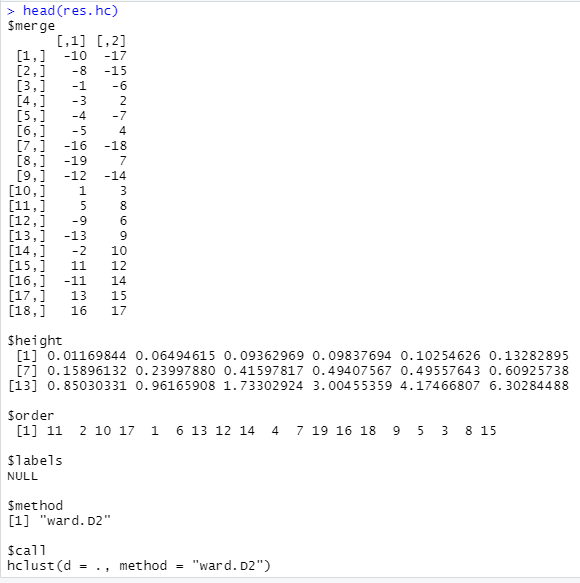 > head(res.hc)
$merge
      [,1] [,2]
 [1,]  -10  -17
 [2,]   -8  -15
 [3,]   -1   -6
 [4,]   -3    2
 [5,]   -4   -7
 [6,]   -5    4
 [7,]  -16  -18
 [8,]  -19    7
 [9,]  -12  -14
[10,]    1    3
[11,]    5    8
[12,]   -9    6
[13,]  -13    9
[14,]   -2   10
[15,]   11   12
[16,]  -11   14
[17,]   13   15
[18,]   16   17

$height
 [1] 0.01169844 0.06494615 0.09362969 0.09837694 0.10254626 0.13282895
 [7] 0.15896132 0.23997880 0.41597817 0.49407567 0.49557643 0.60925738
[13] 0.85030331 0.96165908 1.73302924 3.00455359 4.17466807 6.30284488

$order
 [1] 11  2 10 17  1  6 13 12 14  4  7 19 16 18  9  5  3  8 15

$labels
NULL

$method
[1] "ward.D2"

$call
hclust(d = ., method = "ward.D2")